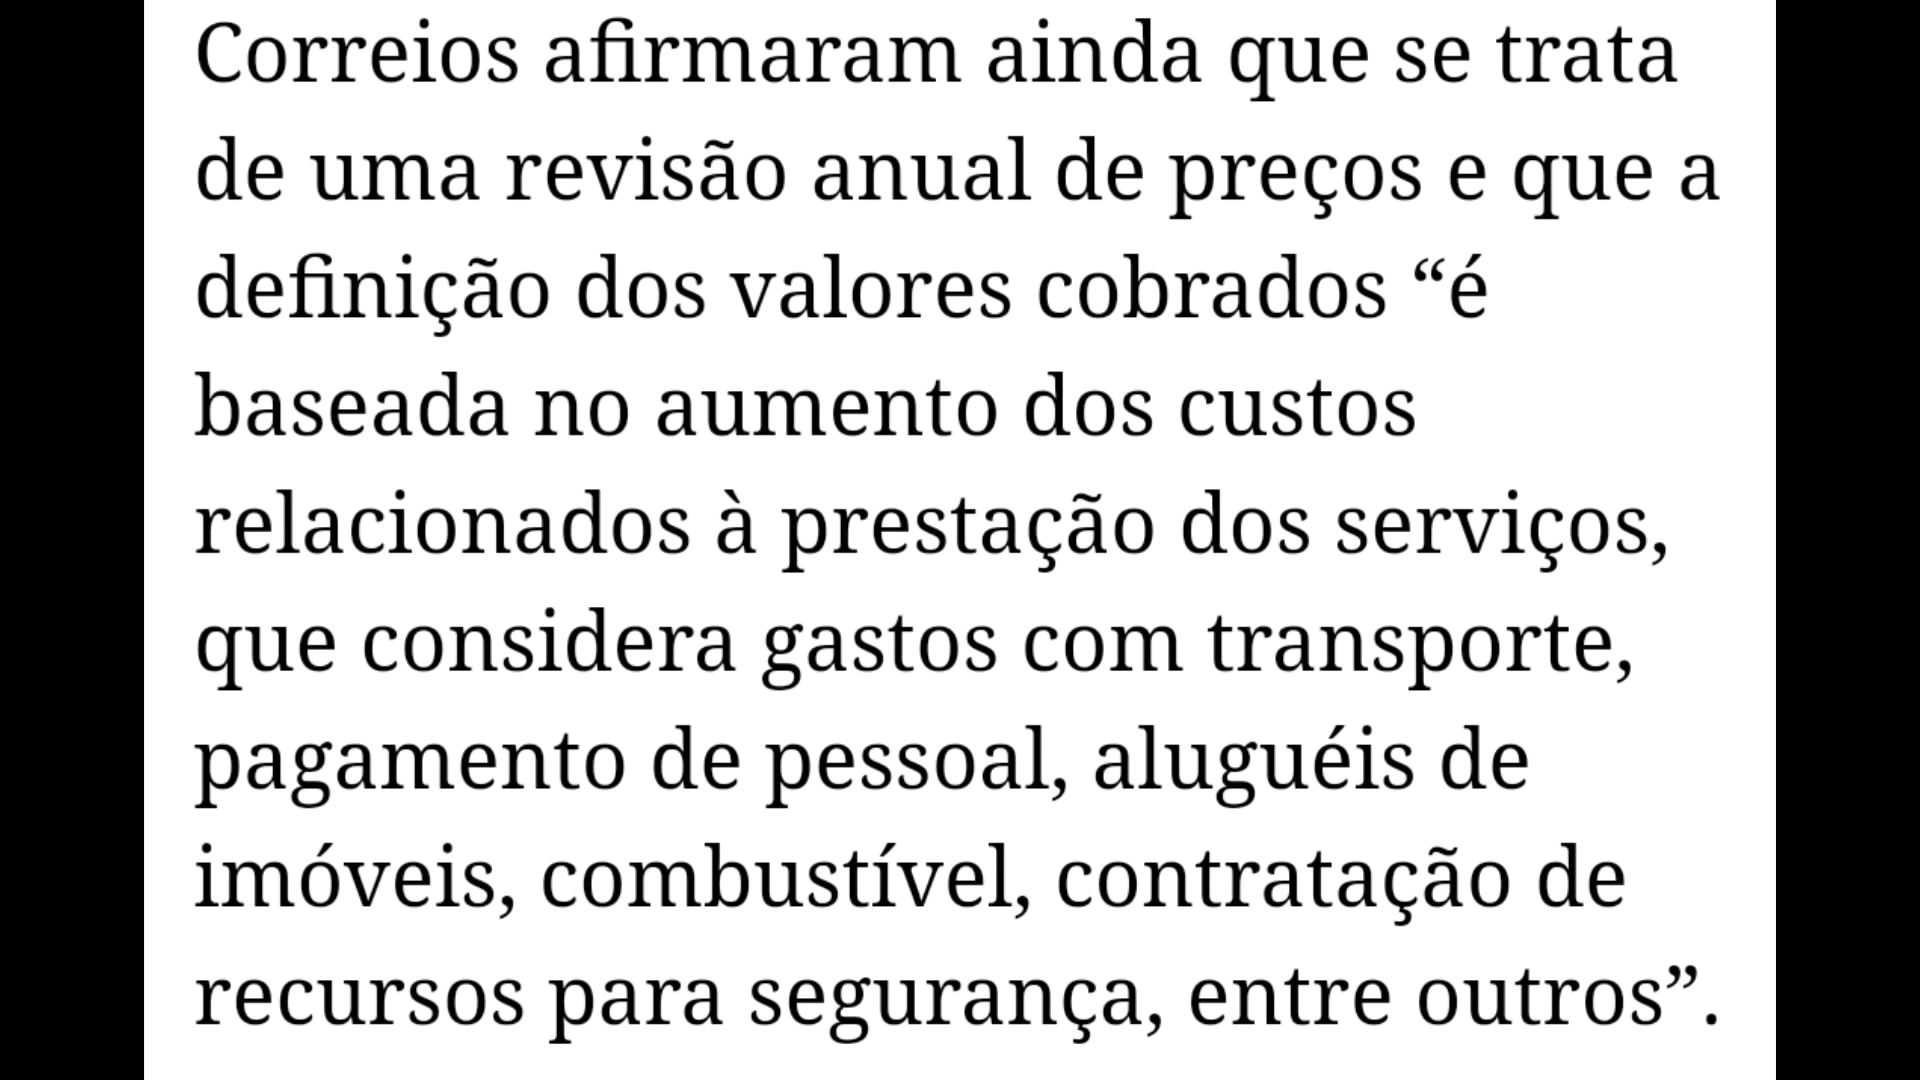 Correios afirmaram ainda que se trata
de uma revisão anual de preços e que a
definição dos valores cobrados “é
baseada no aumento dos custos
relacionados à prestação dos serviços,
que considera gastos com transporte,
pagamento de pessoal, aluguéis de
imóveis, combustível, contratação de
recursos para segurança, entre outros”.